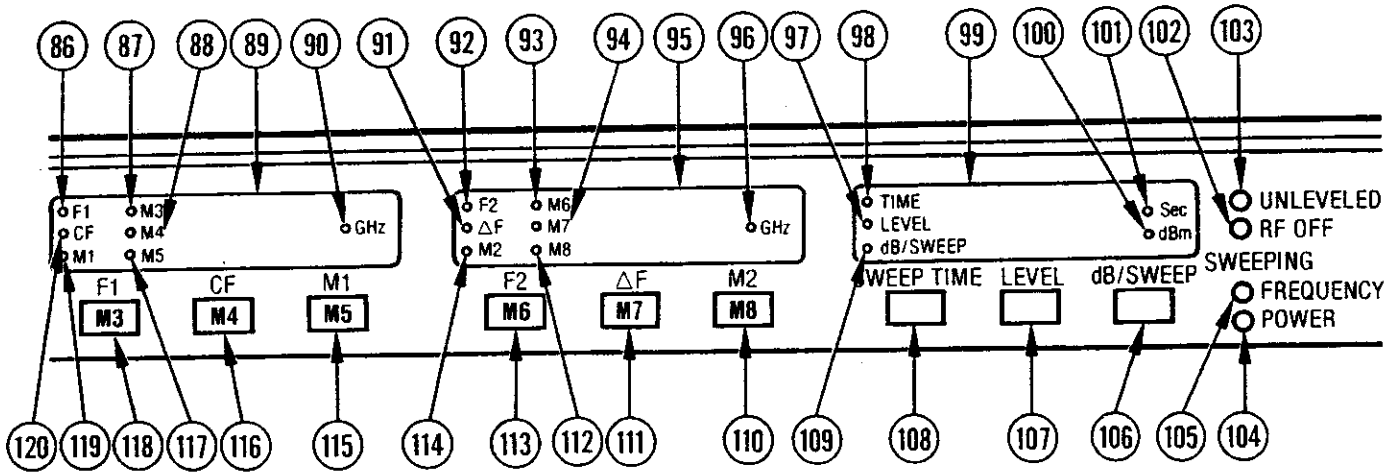 86 87 88 89 90 91 92 93 94 95 96 97 98 99 100 101 102 103
F1 M3 F2 M6 TIME Sec UNLEVELED
CF M4 GHz ΔF M7 GHz LEVEL dBm RF OFF
M1 M5 M2 M8 dB/SWEEP SWEEPING
F1 CF M1 F2 ΔF M2 SWEEP TIME LEVEL dB/SWEEP FREQUENCY
M3 M4 M5 M6 M7 M8 POWER
120 119 118 117 116 115 114 113 112 111 110 109 108 107 106 105 104